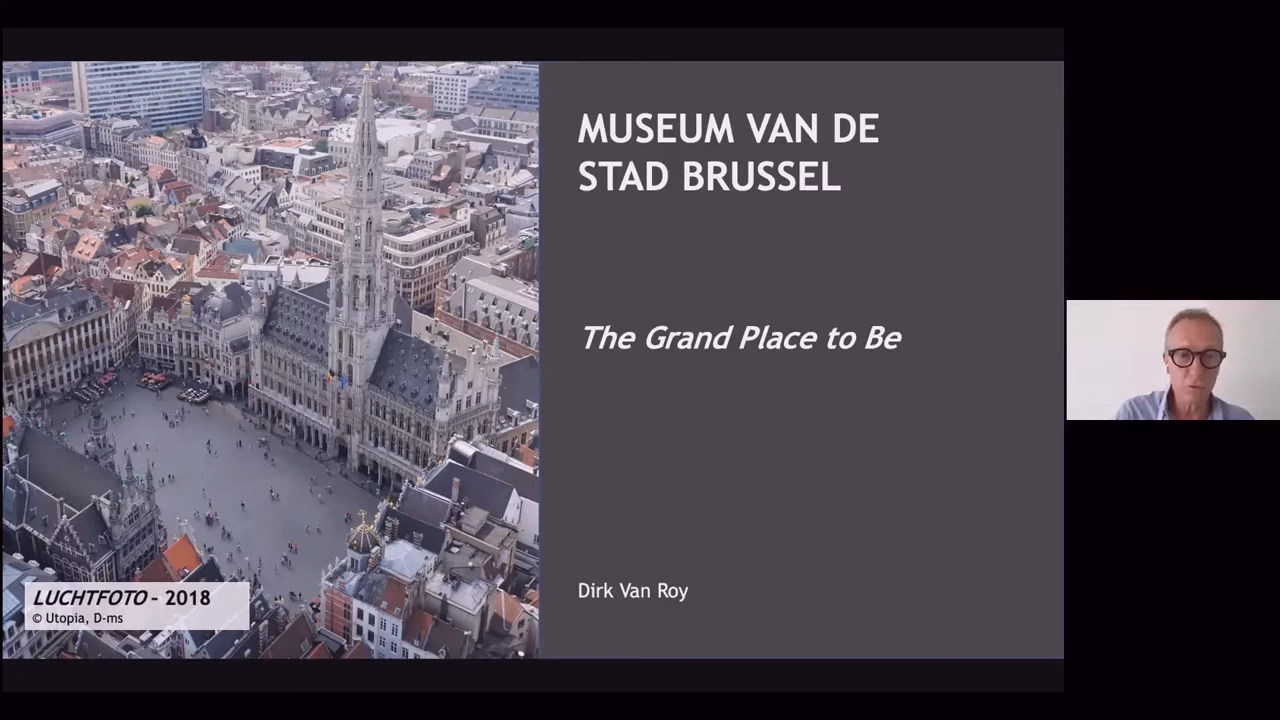 MUSEUM VAN DE
STAD BRUSSEL
The Grand Place to Be
Dirk Van Roy
LUCHTFOTO – 2018
© Utopia, D-ms